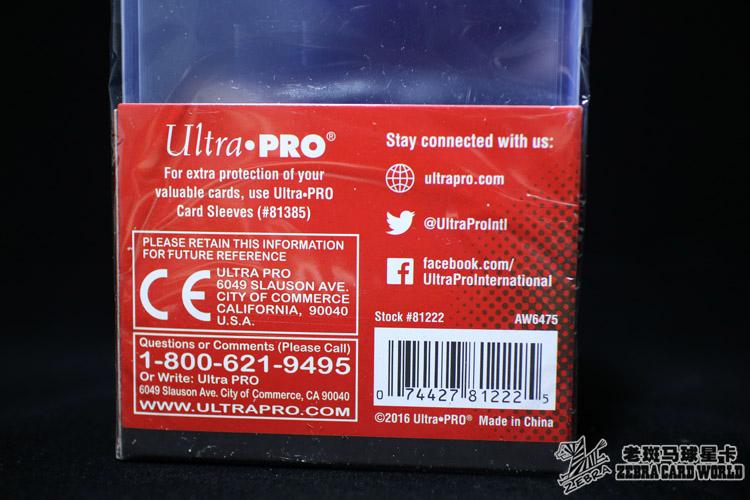 Ultra•PRO®
For extra protection of your
valuable cards, use Ultra•PRO
Card Sleeves (#81385)
PLEASE RETAIN THIS INFORMATION
FOR FUTURE REFERENCE
CE
ULTRA PRO
6049 SLAUSON AVE.
CITY OF COMMERCE
CALIFORNIA, 90040
U.S.A.
Questions or Comments (Please Call)
1-800-621-9495
Or Write: Ultra PRO
6049 Slauson Ave. City of Commerce, CA 90040
WWW.ULTRAPRO.COM
Stay connected with us:
ultrapro.com
@UltraProIntl
facebook.com/
UltraProInternational
Stock #81222 AW6475
0 74427 81222 5
©2016 Ultra•PRO® Made in China
ZEBRA
老斑马球星卡
ZEBRA CARD WORLD